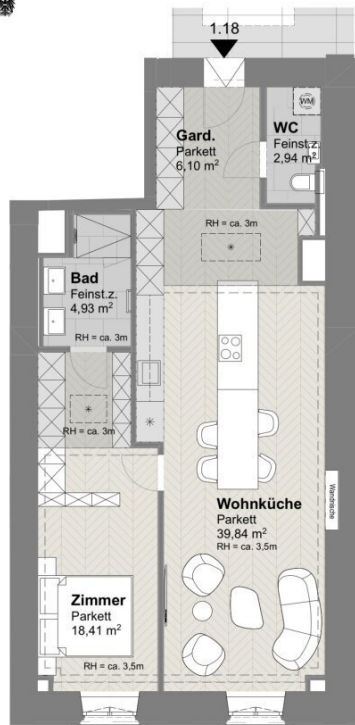 1.18
Gard.
Parkett
6,10 m²
WM
WC
Feinst.z.
2,94 m²
RH = ca. 3m
Bad
Feinst.z.
4,93 m²
RH = ca. 3m
RH = ca. 3m
Wohnküche
Parkett
39,84 m²
RH = ca. 3,5m
Wandnische
Zimmer
Parkett
18,41 m²
RH = ca. 3,5m